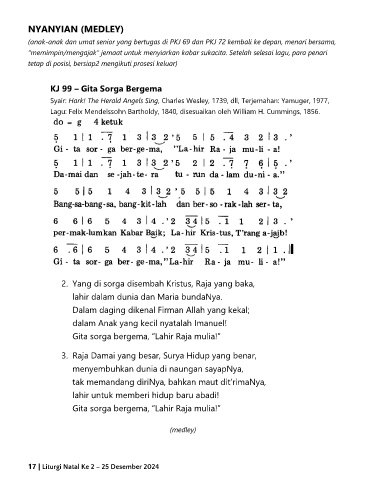 NYANYIAN (MEDLEY)
(anak-anak dan umat senior yang bertugas di PKJ 69 dan PKJ 72 kembali ke depan, menari bersama,
"memimpin/mengajak" jemaat untuk menyiarkan kabar sukacita. Setelah selesai lagu, para penari
tetap di posisi, bersiap2 mengikuti prosesi keluar)
KJ 99 – Gita Sorga Bergema
Syair: Hark! The Herald Angels Sing, Charles Wesley, 1739, dll, Terjemahan: Yamuger, 1977,
Lagu: Felix Mendelssohn Bartholdy, 1840, disesuaikan oleh William H. Cummings, 1856.
do = g 4 ketuk
5 1 | 1 . 7 1 3 | 3 2 ' 5 5 5 | 5 . 4 3 2 | 3 . '
Gi - ta sor - ga ber-ge-ma, "La-hir Ra - ja mu-li - a!
5 1 | 1 . 7 1 3 | 3 2 ' 5 2 | 2 . 7 7 6 | 5 . '
Da-mai dan se-jah-te-ra tu - run da-lam du-ni-a."
5 5 | 5 1 4 3 | 3 2 ' 5 5 | 5 1 4 3 | 3 2
Bang-sa-bang-sa, bang-kit-lah dan ber-so-rak-lah ser-ta,
6 6 | 6 5 4 3 | 4 . ' 2 3 4 | 5 . 1 1 2 | 3 . '
per-mak-lumkan Kabar Baik; La-hir Kris-tus, T'rang a-jaib!
6 . 6 | 6 5 4 3 | 4 . ' 2 3 4 | 5 . 1 1 2 | 1 .
Gi - ta sor- ga ber-ge-ma, "La-hir Ra - ja mu- li - a!"
2. Yang di sorga disembah Kristus, Raja yang baka,
lahir dalam dunia dan Maria bundaNya.
Dalam daging dikenal Firman Allah yang kekal;
dalam Anak yang kecil nyatalah Imanuel!
Gita sorga bergema, "Lahir Raja mulia!"
3. Raja Damai yang besar, Surya Hidup yang benar,
menyembuhkan dunia di naungan sayapNya,
tak memandang diriNya, bahkan maut dit'rimaNya,
lahir untuk memberi hidup baru abadi!
Gita sorga bergema, "Lahir Raja mulia!"
(medley)
17 | Liturgi Natal Ke 2 – 25 Desember 2024